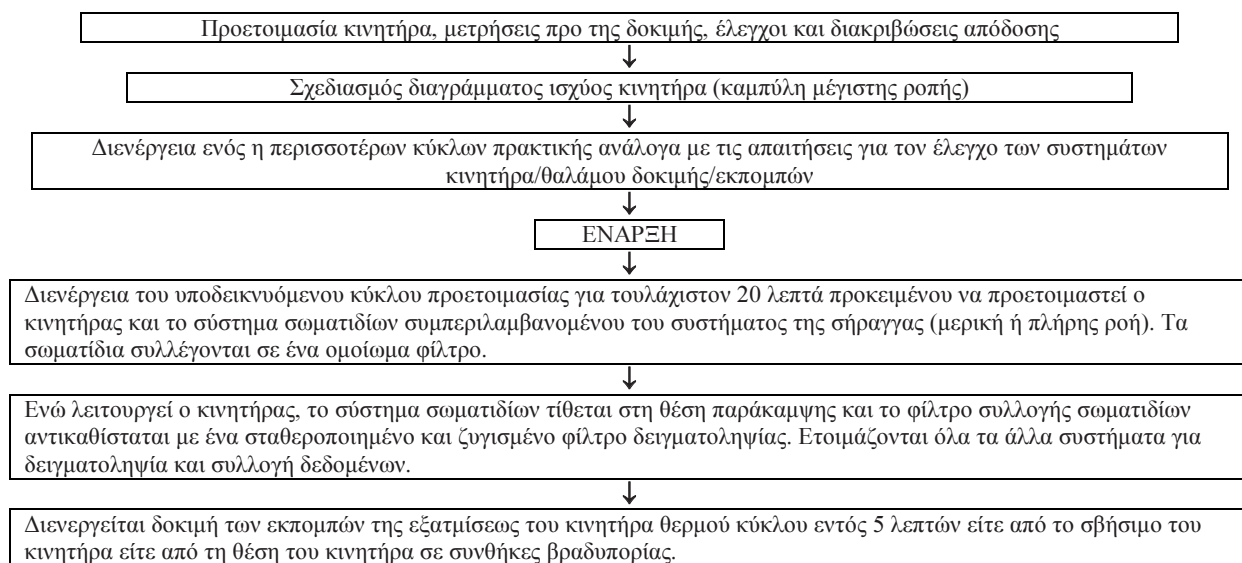 Προετοιμασία κινητήρα, μετρήσεις προ της δοκιμής, έλεγχοι και διακριβώσεις απόδοσης
Σχεδιασμός διαγράμματος ισχύος κινητήρα (καμπύλη μέγιστης ροπής)
Διενέργεια ενός η περισσοτέρων κύκλων πρακτικής ανάλογα με τις απαιτήσεις για τον έλεγχο των συστημάτων
κινητήρα/θαλάμου δοκιμής/εκπομπών
ΕΝΑΡΞΗ
Διενέργεια του υποδεικνυόμενου κύκλου προετοιμασίας για τουλάχιστον 20 λεπτά προκειμένου να προετοιμαστεί ο
κινητήρας και το σύστημα σωματιδίων συμπεριλαμβανομένου του συστήματος της σήραγγας (μερική ή πλήρης ροή). Τα
σωματίδια συλλέγονται σε ένα ομοίωμα φίλτρο.
Ενώ λειτουργεί ο κινητήρας, το σύστημα σωματιδίων τίθεται στη θέση παράκαμψης και το φίλτρο συλλογής σωματιδίων
αντικαθίσταται με ένα σταθεροποιημένο και ζυγισμένο φίλτρο δειγματοληψίας. Ετοιμάζονται όλα τα άλλα συστήματα για
δειγματοληψία και συλλογή δεδομένων.
Διενεργείται δοκιμή των εκπομπών της εξατμίσεως του κινητήρα θερμού κύκλου εντός 5 λεπτών είτε από το σβήσιμο του
κινητήρα είτε από τη θέση του κινητήρα σε συνθήκες βραδυπορίας.